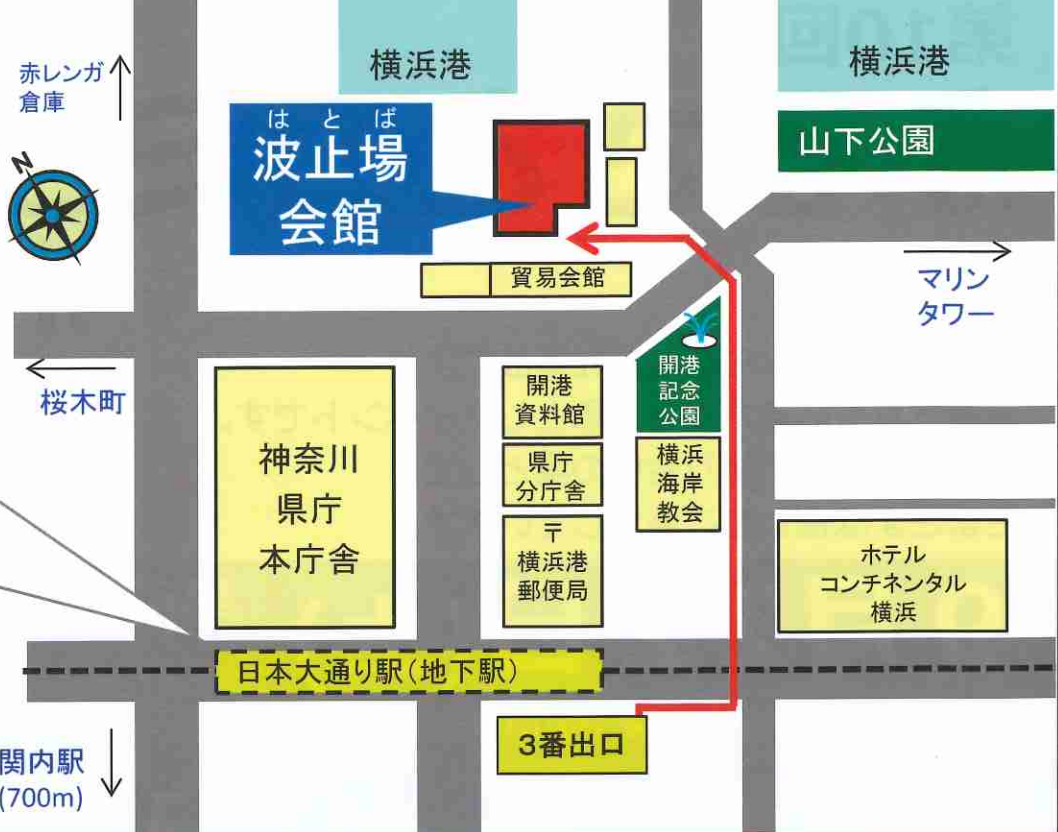 横浜港
横浜港
赤レンガ
倉庫
は と ば
波止場
会館
山下公園
N
貿易会館
マリン
タワー
桜木町
開港
記念
公園
開港
資料館
神奈川
県庁
本庁舎
県庁
分庁舎
横浜
海岸
教会
〒
横浜港
郵便局
ホテル
コンチネンタル
横浜
日本大通り駅(地下駅)
3番出口
関内駅
(700m)